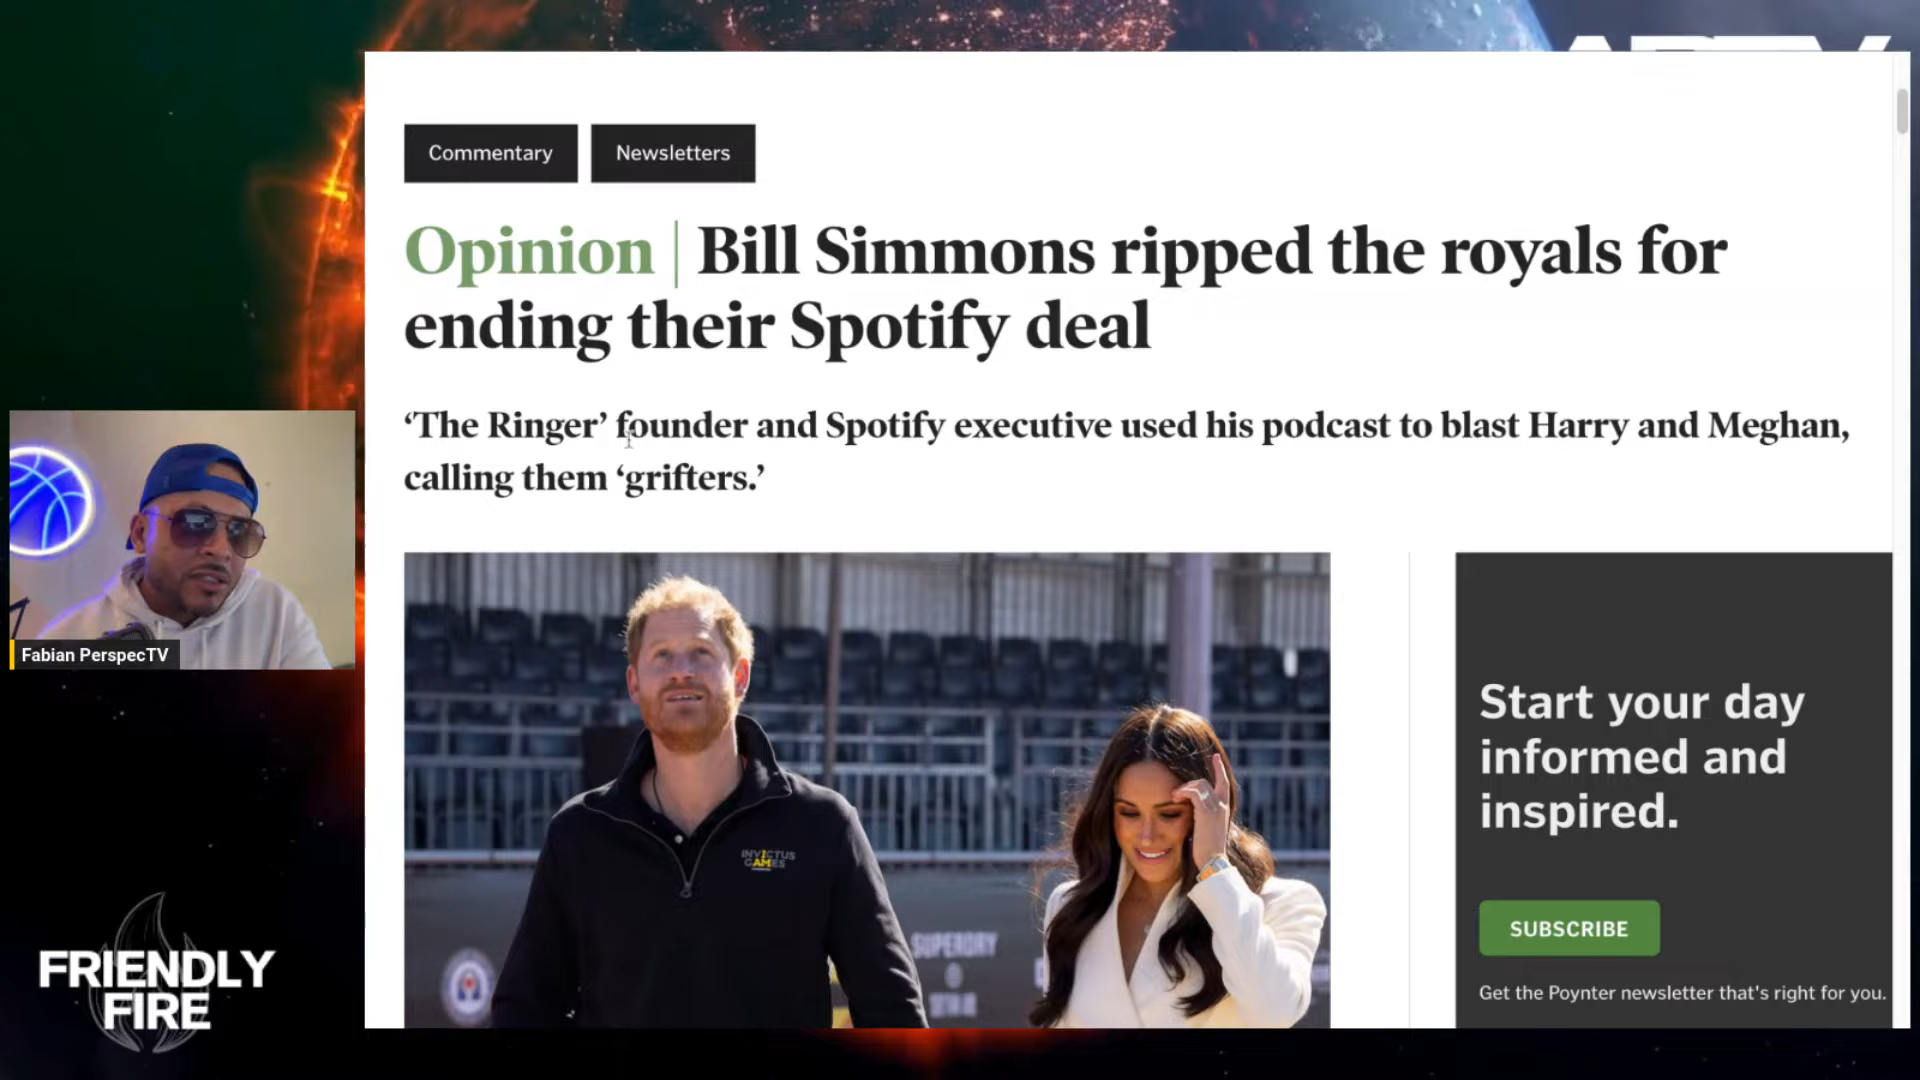 Commentary
Newsletters
Opinion | Bill Simmons ripped the royals for
ending their Spotify deal
‘The Ringer’ founder and Spotify executive used his podcast to blast Harry and Meghan,
calling them ‘grifters.’
Fabian PerspecTV
INVICTUS
GAMES
SUPERDRY
Start your day
informed and
inspired.
SUBSCRIBE
Get the Poynter newsletter that's right for you.
FRIENDLY
FIRE